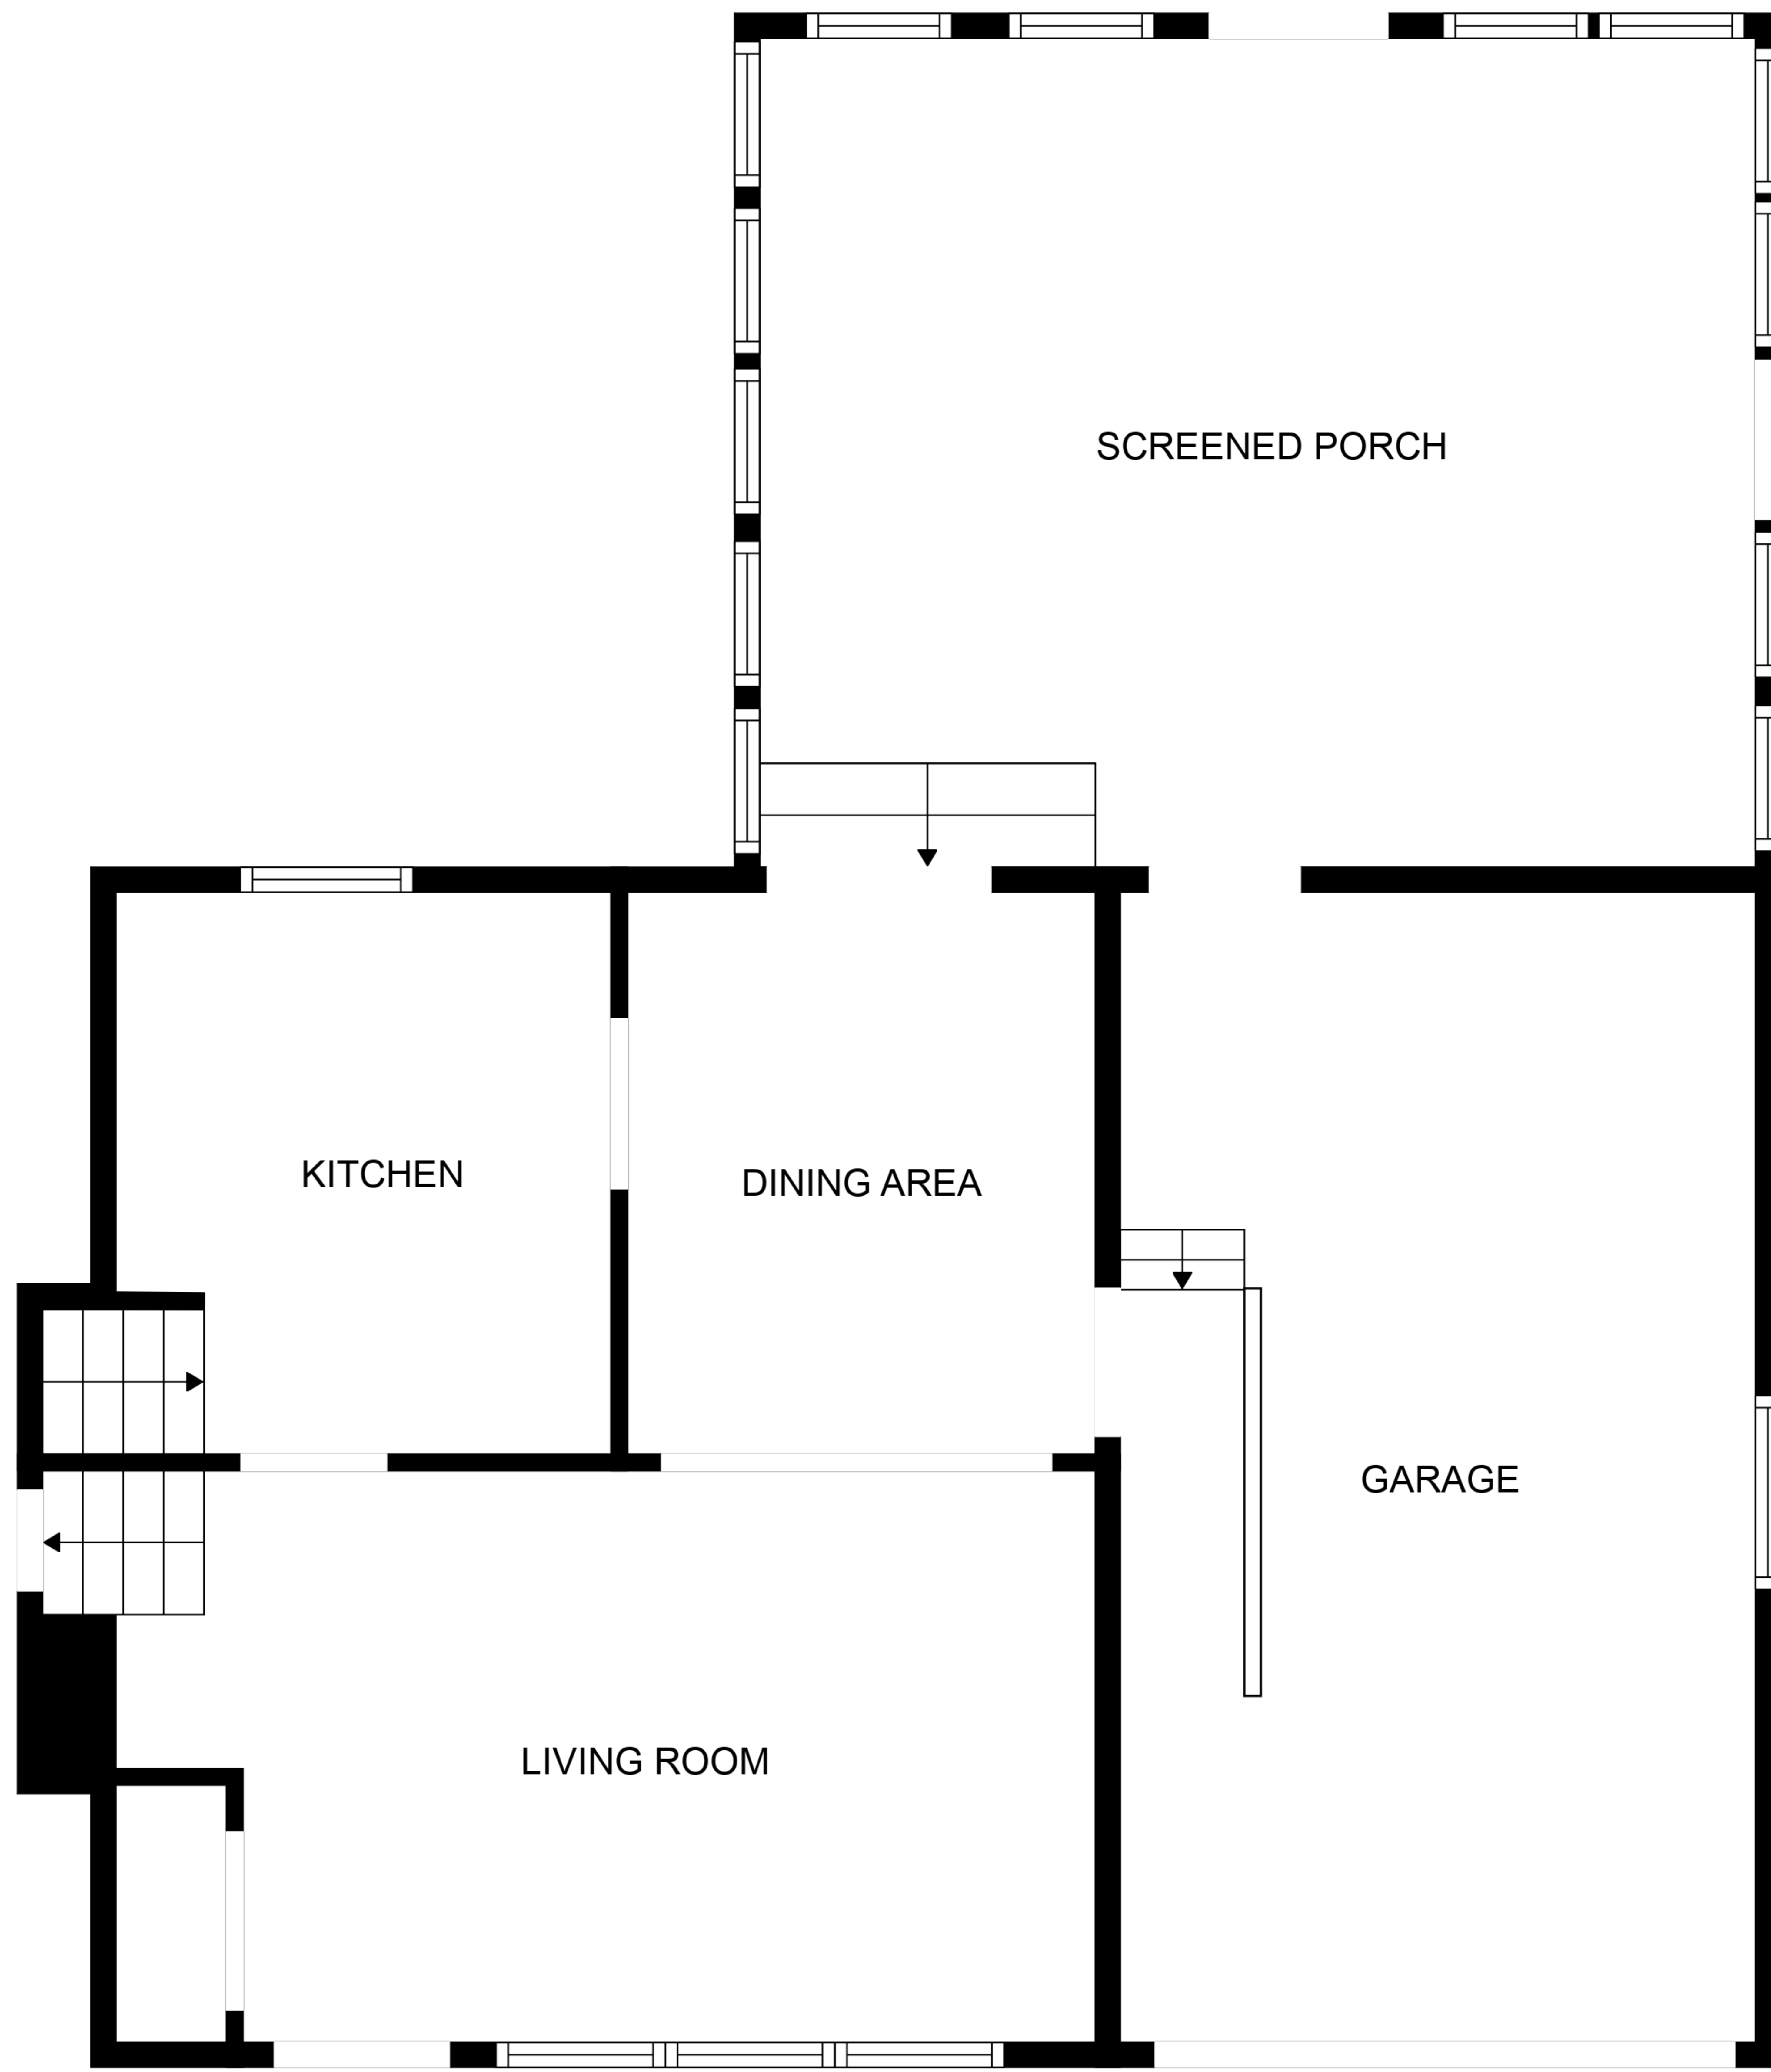 SCREENED PORCH
KITCHEN
DINING AREA
GARAGE
LIVING ROOM